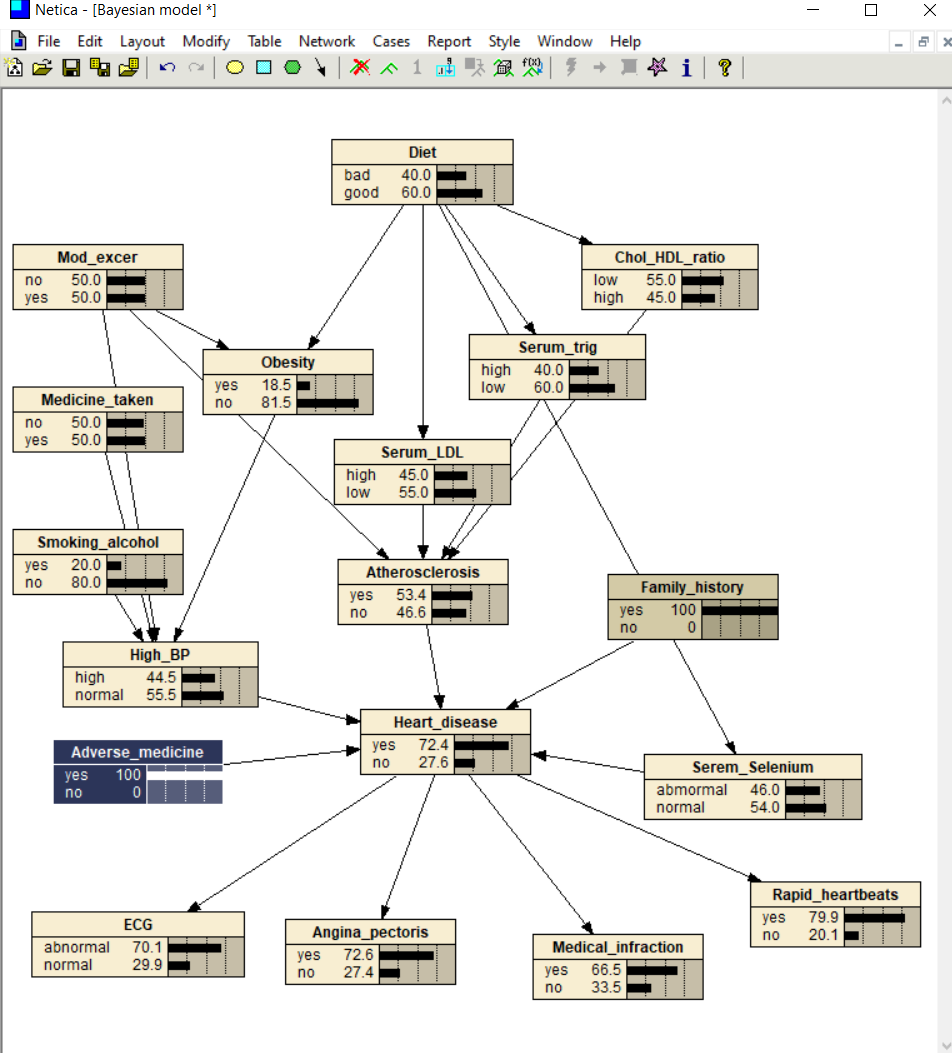 Netica - [Bayesian model *]
File Edit Layout Modify Table Network Cases Report Style Window Help
1 f(x) i ?
Diet
bad 40.0
good 60.0
Mod_excer
no 50.0
yes 50.0
Chol_HDL_ratio
low 55.0
high 45.0
Serum_trig
high 40.0
low 60.0
Obesity
yes 18.5
no 81.5
Medicine_taken
no 50.0
yes 50.0
Serum_LDL
high 45.0
low 55.0
Smoking_alcohol
yes 20.0
no 80.0
Atherosclerosis
yes 53.4
no 46.6
Family_history
yes 100
no 0
High_BP
high 44.5
normal 55.5
Heart_disease
yes 72.4
no 27.6
Adverse_medicine
yes 100
no 0
Serem_Selenium
abmormal 46.0
normal 54.0
Rapid_heartbeats
yes 79.9
no 20.1
ECG
abnormal 70.1
normal 29.9
Angina_pectoris
yes 72.6
no 27.4
Medical_infraction
yes 66.5
no 33.5